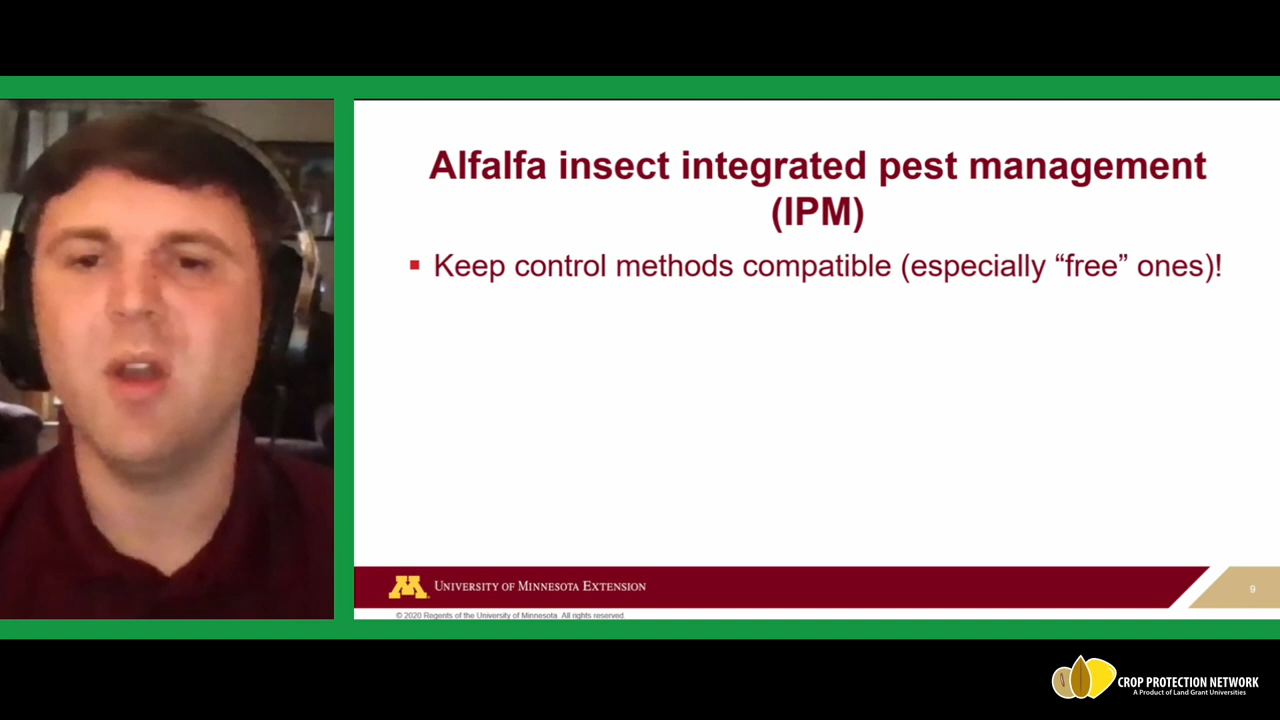 Alfalfa insect integrated pest management
(IPM)
▪ Keep control methods compatible (especially “free” ones)!
M UNIVERSITY OF MINNESOTA EXTENSION
9
© 2020 Regents of the University of Minnesota All rights reserved.
CROP PROTECTION NETWORK
A Product of Land Grant Universities